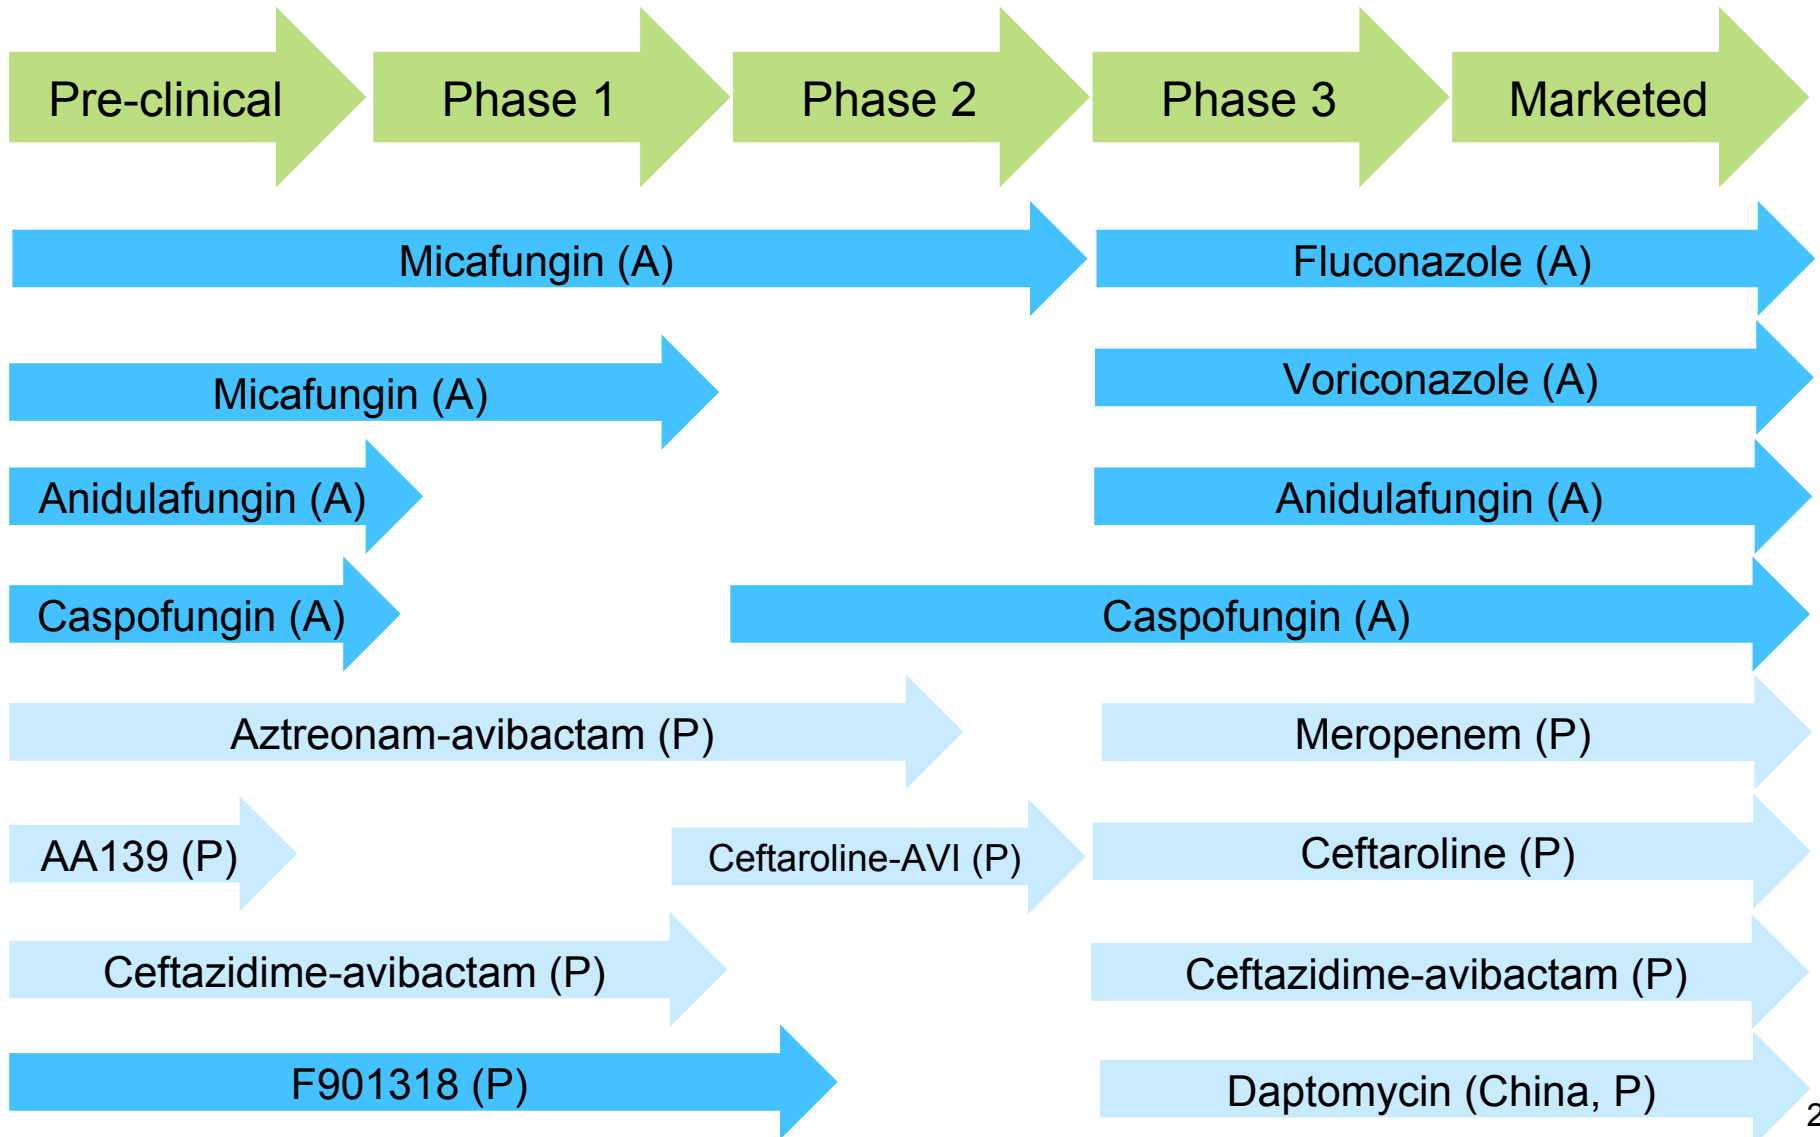 Pre-clinical Phase 1 Phase 2 Phase 3 Marketed
Micafungin (A) Fluconazole (A)
Micafungin (A) Voriconazole (A)
Anidulafungin (A) Anidulafungin (A)
Caspofungin (A) Caspofungin (A)
Aztreonam-avibactam (P) Meropenem (P)
AA139 (P) Ceftaroline-AVI (P) Ceftaroline (P)
Ceftazidime-avibactam (P) Ceftazidime-avibactam (P)
F901318 (P) Daptomycin (China, P)
2